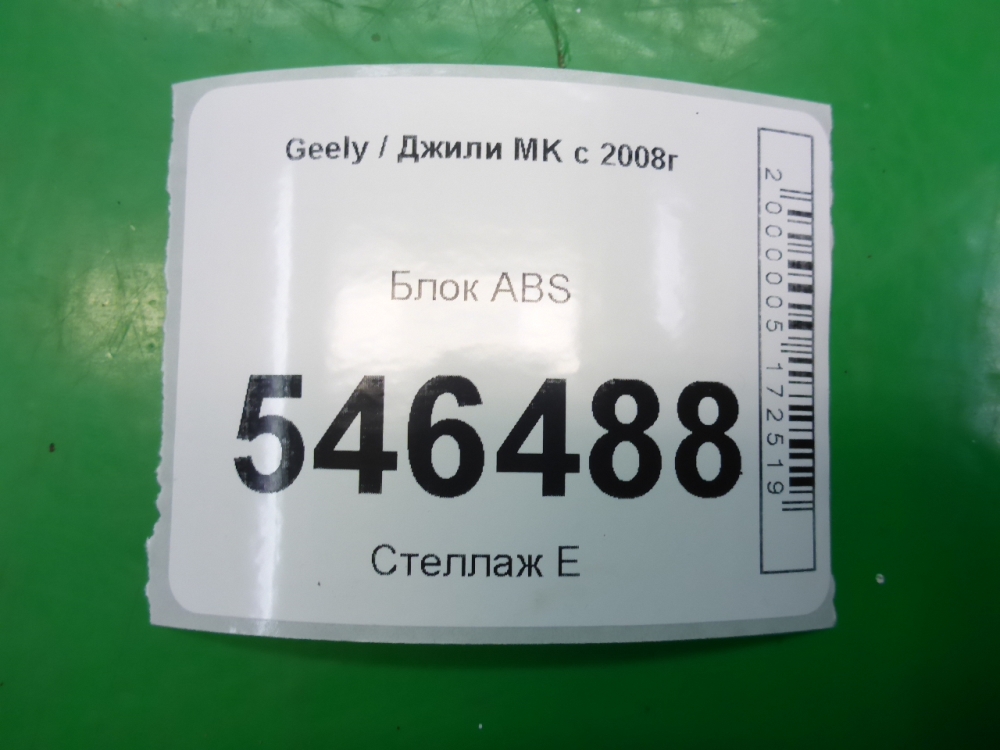 Geely / Джили МК с 2008г
Блок ABS
546488
Стеллаж Е
2000005172519